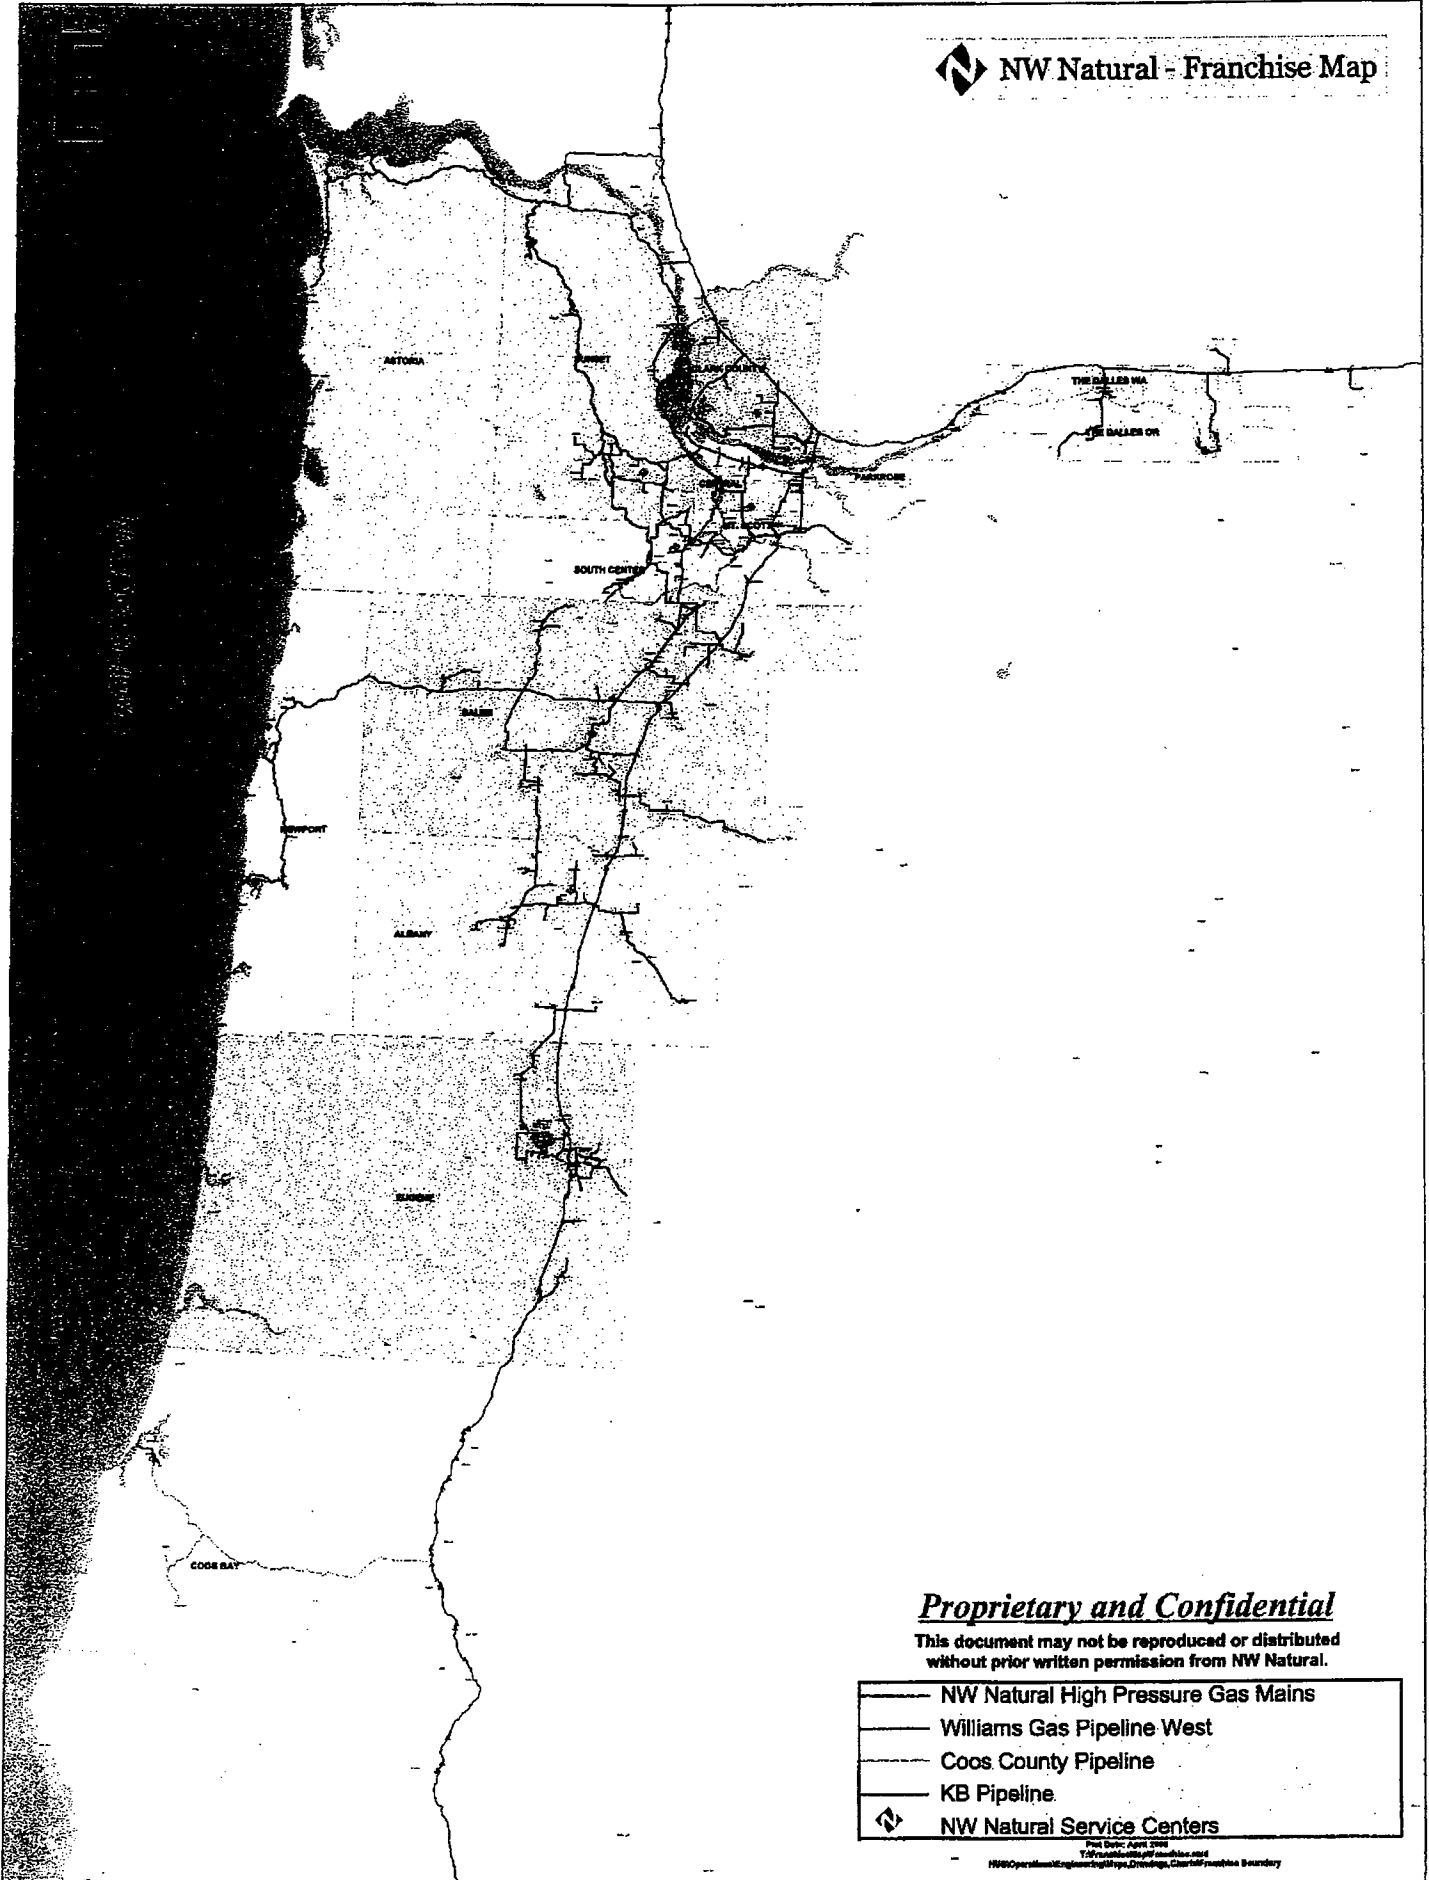 NW Natural - Franchise Map
ASTORIA
SUNSET
CLARK COUNTY
THE DALLES WA
THE DALLES OR
PARKROSE
CENTRAL
MT. SCOTT
SOUTH CENTER
SALEM
NEWPORT
ALBANY
EUGENE
COOS BAY
Proprietary and Confidential
This document may not be reproduced or distributed
without prior written permission from NW Natural.
NW Natural High Pressure Gas Mains
Williams Gas Pipeline West
Coos County Pipeline
KB Pipeline
NW Natural Service Centers
Plot Date: April